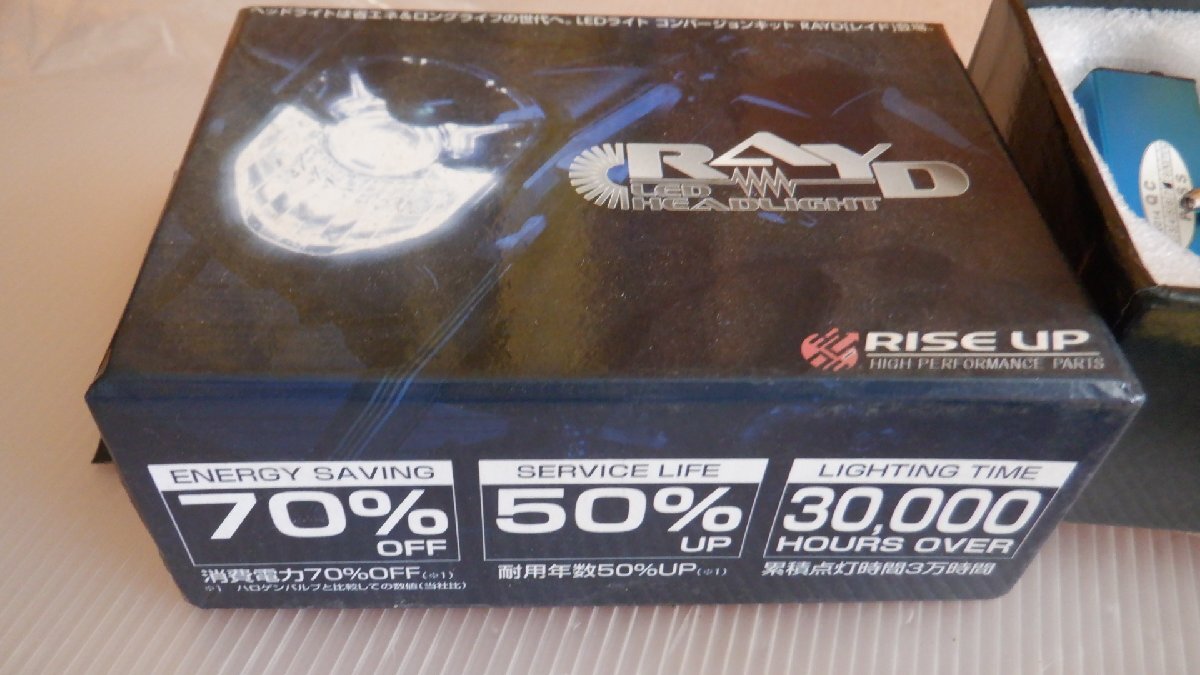 ヘッドライトは省エネ&ロングライフの世代へ。LEDライト コンバージョンキット RAYD[レイド]登場。
RAYD
LED
HEADLIGHT
RISE UP
HIGH PERFORMANCE PARTS
ENERGY SAVING
70%
OFF
消費電力70%OFF(※1)
※1 ハロゲンバルブと比較しての数値(当社比)
SERVICE LIFE
50%
UP
耐用年数50%UP(※1)
LIGHTING TIME
30,000
HOURS OVER
累積点灯時間3万時間
QC